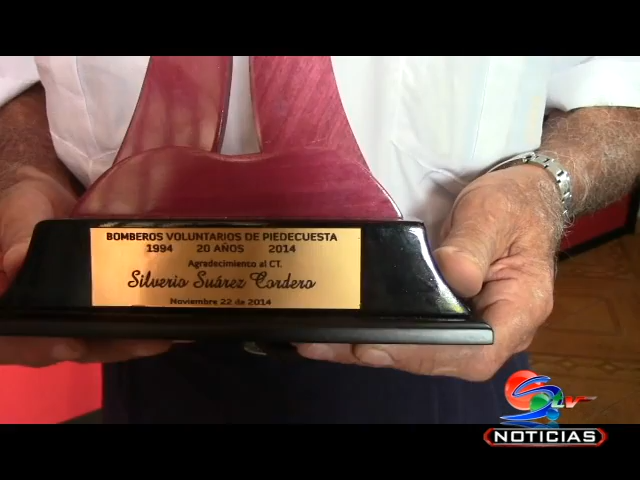 BOMBEROS VOLUNTARIOS DE PIEDECUESTA
1994 20 AÑOS 2014
Agradecimiento al CT.
Silverio Suárez Cordero
Noviembre 22 de 2014
LV
NOTICIAS